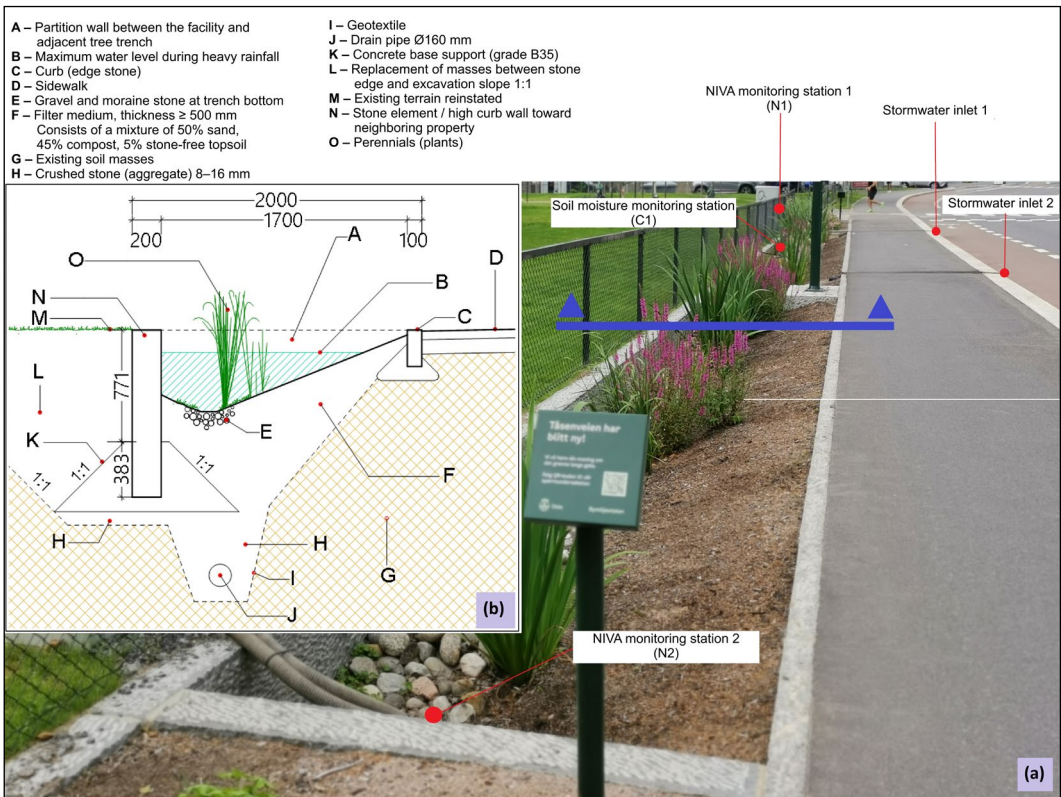 A – Partition wall between the facility and
adjacent tree trench
B – Maximum water level during heavy rainfall
C – Curb (edge stone)
D – Sidewalk
E – Gravel and moraine stone at trench bottom
F – Filter medium, thickness ≥ 500 mm
Consists of a mixture of 50% sand,
45% compost, 5% stone-free topsoil
G – Existing soil masses
H – Crushed stone (aggregate) 8–16 mm
I – Geotextile
J – Drain pipe Ø160 mm
K – Concrete base support (grade B35)
L – Replacement of masses between stone
edge and excavation slope 1:1
M – Existing terrain reinstated
N – Stone element / high curb wall toward
neighboring property
O – Perennials (plants)
NIVA monitoring station 1
(N1)
Stormwater inlet 1
Soil moisture monitoring station
(C1)
Stormwater inlet 2
2000
1700
200
100
A
O
D
B
N
C
M
L
771
E
K
383
1:1
1:1
1:1
F
H
H
G
I
J
(b)
Tåsenveien har
blitt ny!
NIVA monitoring station 2
(N2)
(a)